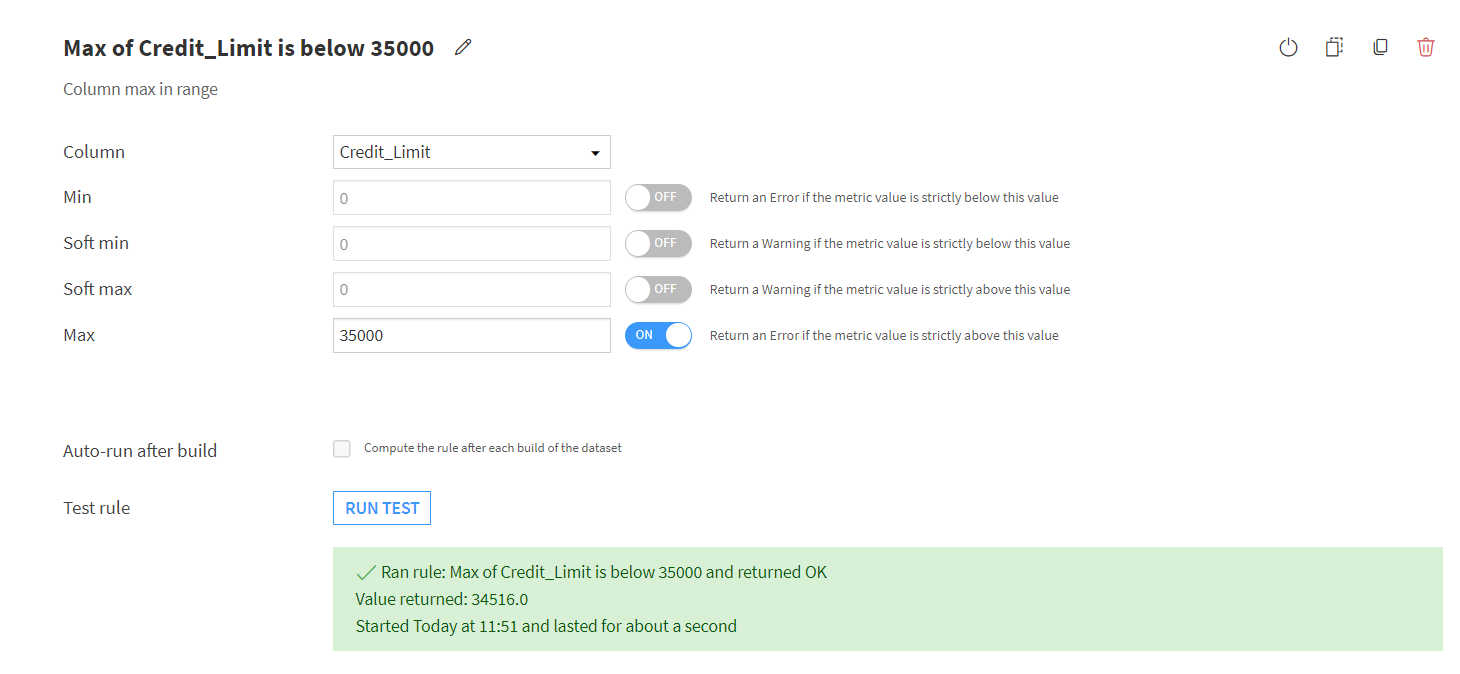 Max of Credit_Limit is below 35000
Column max in range
Column Credit_Limit
Min 0 OFF Return an Error if the metric value is strictly below this value
Soft min 0 OFF Return a Warning if the metric value is strictly below this value
Soft max 0 OFF Return a Warning if the metric value is strictly above this value
Max 35000 ON Return an Error if the metric value is strictly above this value
Auto-run after build Compute the rule after each build of the dataset
Test rule RUN TEST
Ran rule: Max of Credit_Limit is below 35000 and returned OK
Value returned: 34516.0
Started Today at 11:51 and lasted for about a second